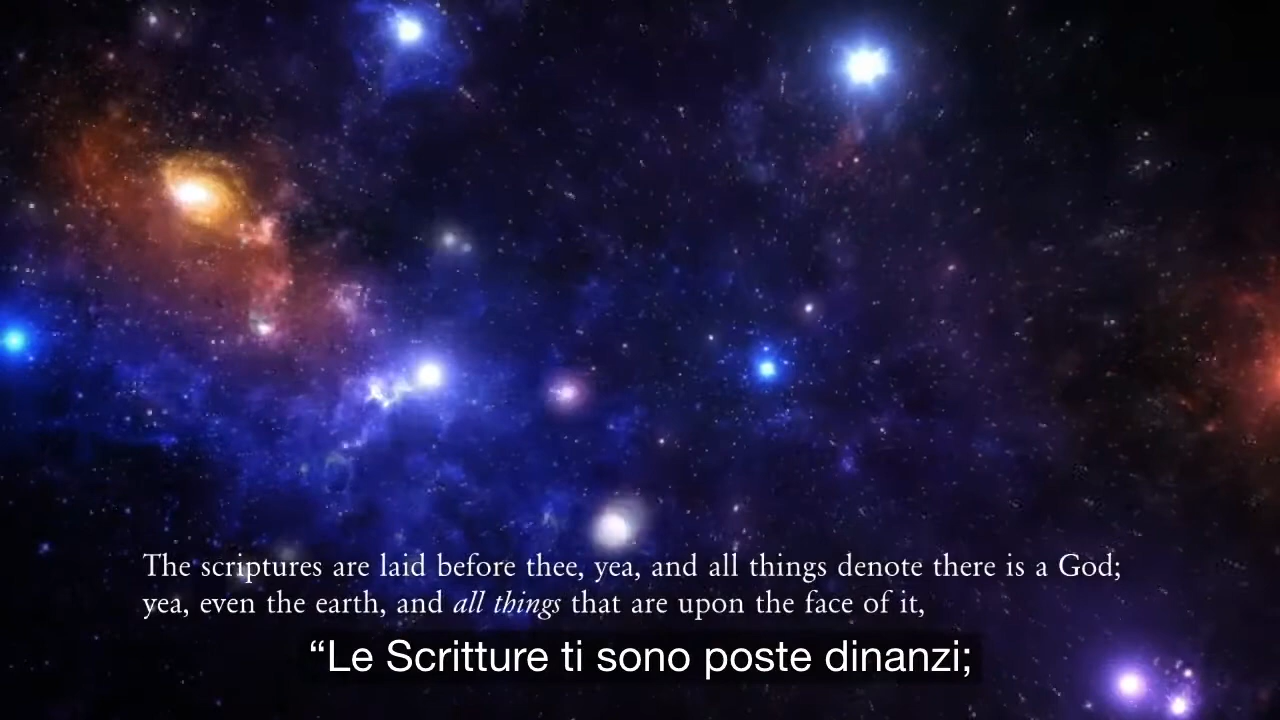 The scriptures are laid before thee, yea, and all things denote there is a God;
yea, even the earth, and all things that are upon the face of it,
“Le Scritture ti sono poste dinanzi;